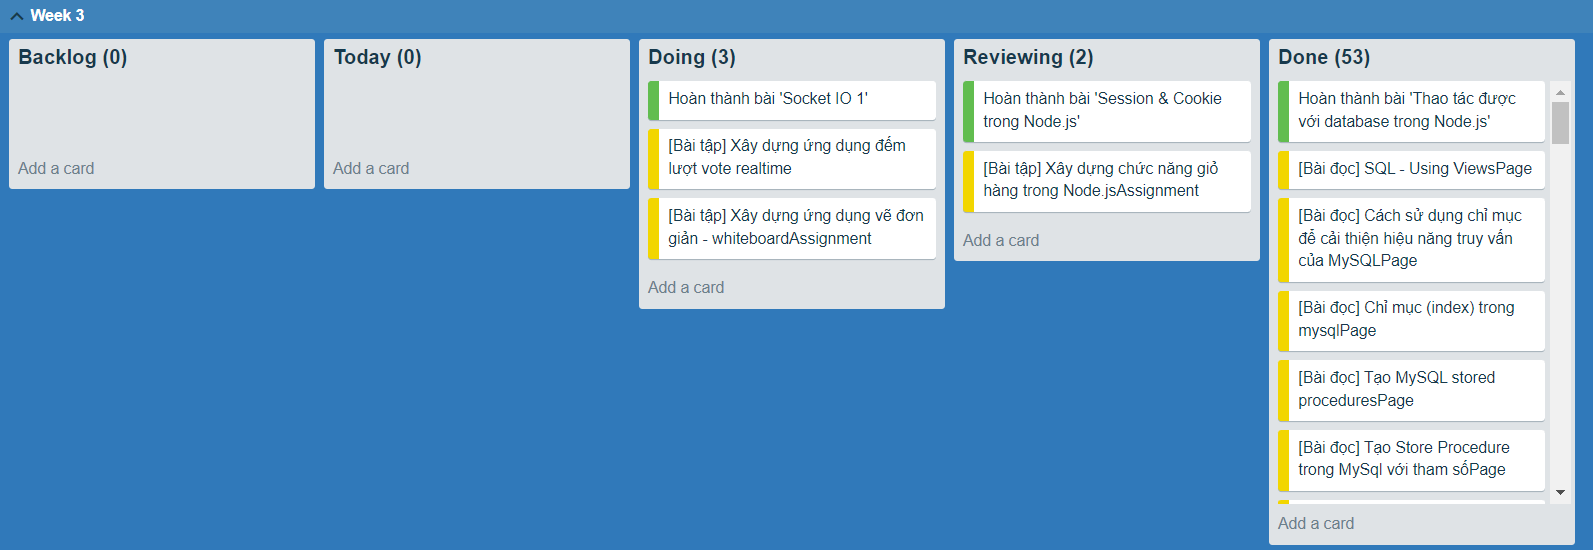 Week 3
Backlog (0)
Add a card
Today (0)
Add a card
Doing (3)
Hoàn thành bài 'Socket IO 1'
[Bài tập] Xây dựng ứng dụng đếm
lượt vote realtime
[Bài tập] Xây dựng ứng dụng vẽ đơn
giản - whiteboardAssignment
Add a card
Reviewing (2)
Hoàn thành bài 'Session & Cookie
trong Node.js'
[Bài tập] Xây dựng chức năng giỏ
hàng trong Node.jsAssignment
Add a card
Done (53)
Hoàn thành bài 'Thao tác được
với database trong Node.js'
[Bài đọc] SQL - Using ViewsPage
[Bài đọc] Cách sử dụng chỉ mục
để cải thiện hiệu năng truy vấn
của MySQLPage
[Bài đọc] Chỉ mục (index) trong
mysqlPage
[Bài đọc] Tạo MySQL stored
proceduresPage
[Bài đọc] Tạo Store Procedure
trong MySql với tham sốPage
Add a card